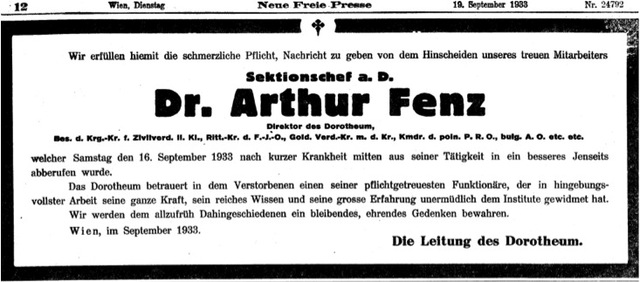 12 Wien, Dienstag Neue Freie Presse 19. September 1933 Nr. 24792
Wir erfüllen hiemit die schmerzliche Pflicht, Nachricht zu geben von dem Hinscheiden unseres treuen Mitarbeiters
Sektionschef a. D.
Dr. Arthur Fenz
Direktor des Dorotheum,
Bes. d. Krg.-Kr. f. Zivilverd. II. Kl., Ritt.-Kr. d. F.-J.-O., Gold. Verd.-Kr. m. d. Kr., Kmdr. d. poln. P. R. O., bulg. A. O. etc. etc.
welcher Samstag den 16. September 1933 nach kurzer Krankheit mitten aus seiner Tätigkeit in ein besseres Jenseits
abberufen wurde.
Das Dorotheum betrauert in dem Verstorbenen einen seiner pflichtgetreuesten Funktionäre, der in hingebungs-
vollster Arbeit seine ganze Kraft, sein reiches Wissen und seine grosse Erfahrung unermüdlich dem Institute gewidmet hat.
Wir werden dem allzufrüh Dahingeschiedenen ein bleibendes, ehrendes Gedenken bewahren.
Wien, im September 1933.
Die Leitung des Dorotheum.